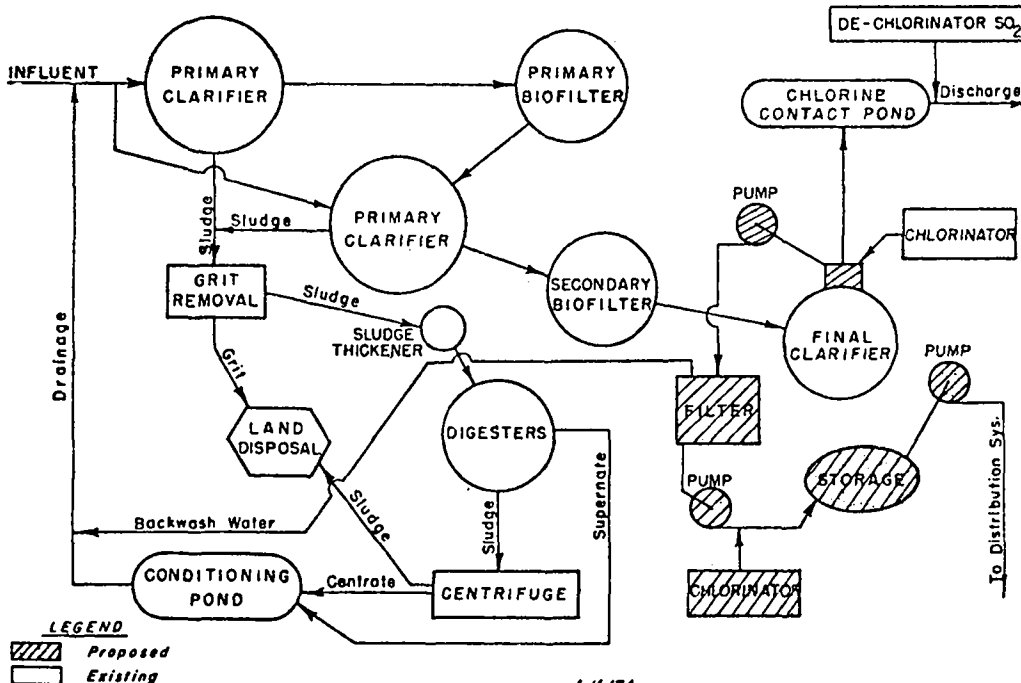 DE-CHLORINATOR SO2
INFLUENT
PRIMARY
CLARIFIER
PRIMARY
BIOFILTER
CHLORINE
CONTACT POND
Discharge
PUMP
CHLORINATOR
Sludge
Sludge
PRIMARY
CLARIFIER
GRIT
REMOVAL
Sludge
SECONDARY
BIOFILTER
SLUDGE
THICKENER
FINAL
CLARIFIER
PUMP
Drainage
Grit
FILTER
LAND
DISPOSAL
DIGESTERS
PUMP
STORAGE
Supernate
To Distribution Sys.
Backwash Water
Sludge
Sludge
CONDITIONING
POND
Centrate
CENTRIFUGE
CHLORINATOR
LEGEND
Proposed
Existing